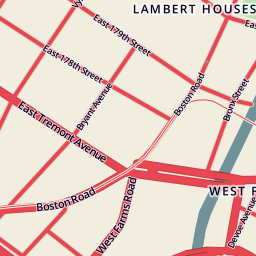 LAMBERT HOUSES
East 179th Street
East 178th Street
Bryant Avenue
Boston Road
Bronx Street
East Tremont Avenue
WEST F
Boston Road
West Farms Road
Devoe Avenue